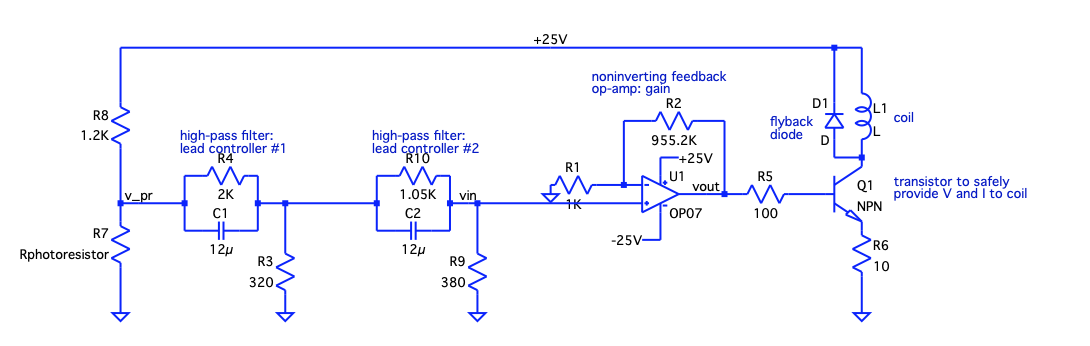 +25V
noninverting feedback
op-amp: gain
R8
1.2K
high-pass filter:
lead controller #1
R4
2K
C1
12µ
high-pass filter:
lead controller #2
R10
1.05K
C2
12µ
R2
955.2K
+25V
D1
flyback
diode
D
L1
L
coil
v_pr
vin
R1
1K
U1
OP07
-25V
vout
R5
100
Q1
NPN
transistor to safely
provide V and I to coil
R7
Rphotoresistor
R3
320
R9
380
R6
10